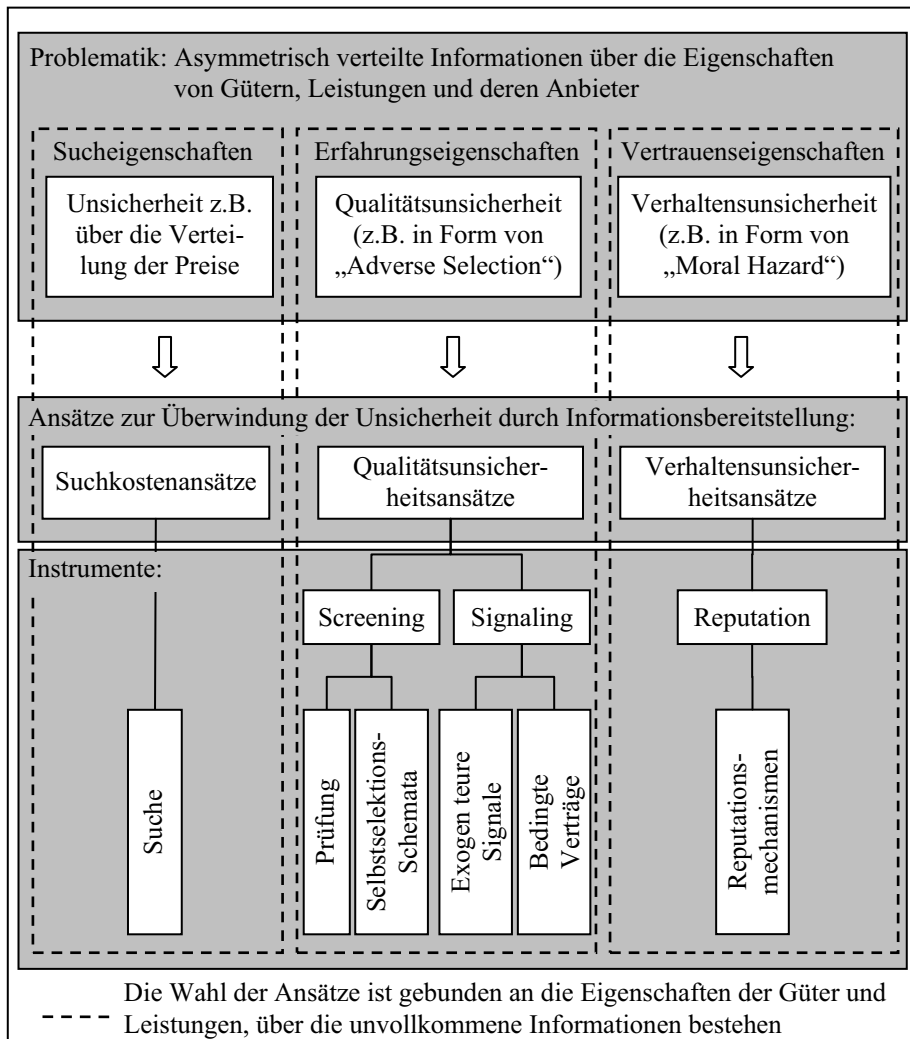 Problematik: Asymmetrisch verteilte Informationen über die Eigenschaften
von Gütern, Leistungen und deren Anbieter
Sucheigenschaften
Unsicherheit z.B.
über die Vertei-
lung der Preise
Erfahrungseigenschaften
Qualitätsunsicherheit
(z.B. in Form von
„Adverse Selection“)
Vertrauenseigenschaften
Verhaltensunsicherheit
(z.B. in Form von
„Moral Hazard“)
Ansätze zur Überwindung der Unsicherheit durch Informationsbereitstellung:
Suchkostenansätze
Qualitätsunsicher-
heitsansätze
Verhaltensunsicher-
heitsansätze
Instrumente:
Screening
Signaling
Reputation
Suche
Prüfung
Selbstselektions-
Schemata
Exogen teure
Signale
Bedingte
Verträge
Reputations-
mechanismen
Die Wahl der Ansätze ist gebunden an die Eigenschaften der Güter und
Leistungen, über die unvollkommene Informationen bestehen